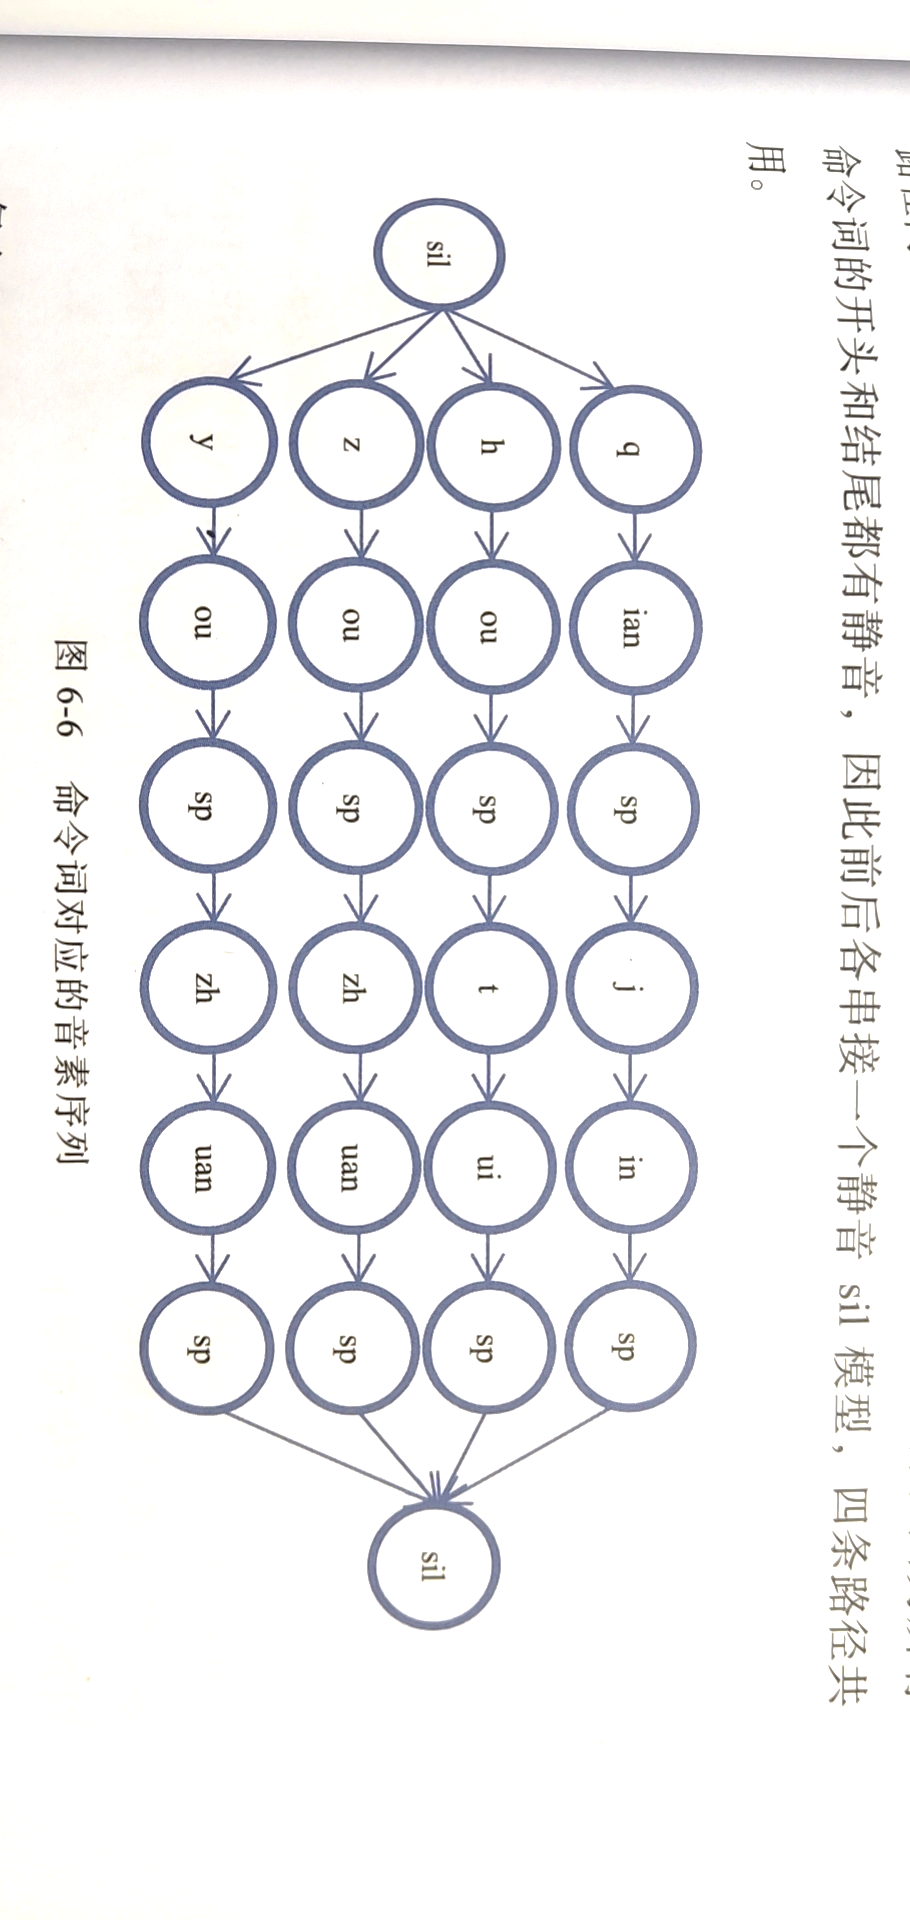 命令词的开头和结尾都有静音，因此前后各串接一个静音 sil 模型，四条路径共
用。
q ian sp j in sp
h ou sp t ui sp
sil
sil
z ou sp zh uan sp
y ou sp zh uan sp
图 6-6 命令词对应的音素序列